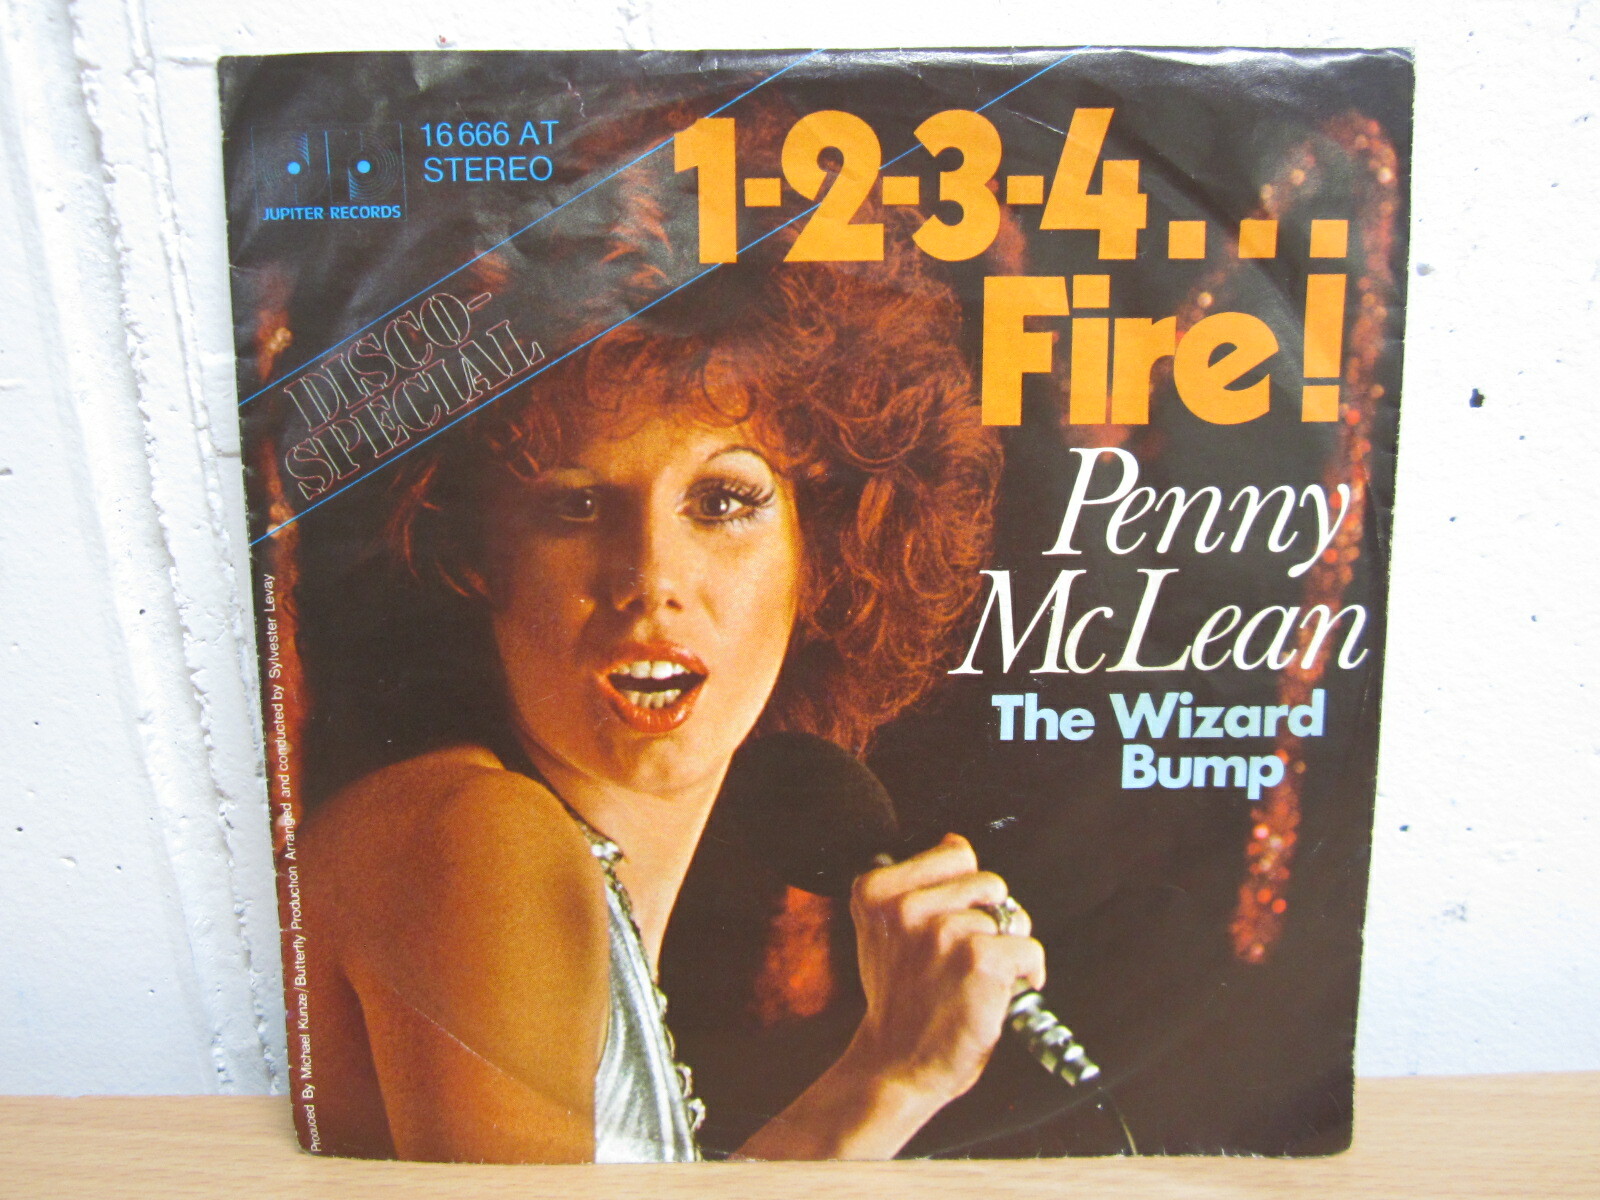 JUPITER RECORDS
16 666 AT
STEREO
DISCO-
SPECIAL
1-2-3-4...
Fire!
Penny
McLean
The Wizard
Bump
Produced By Michael Kunze/Butterfly Production Arranged and conducted by Sylvester Levay